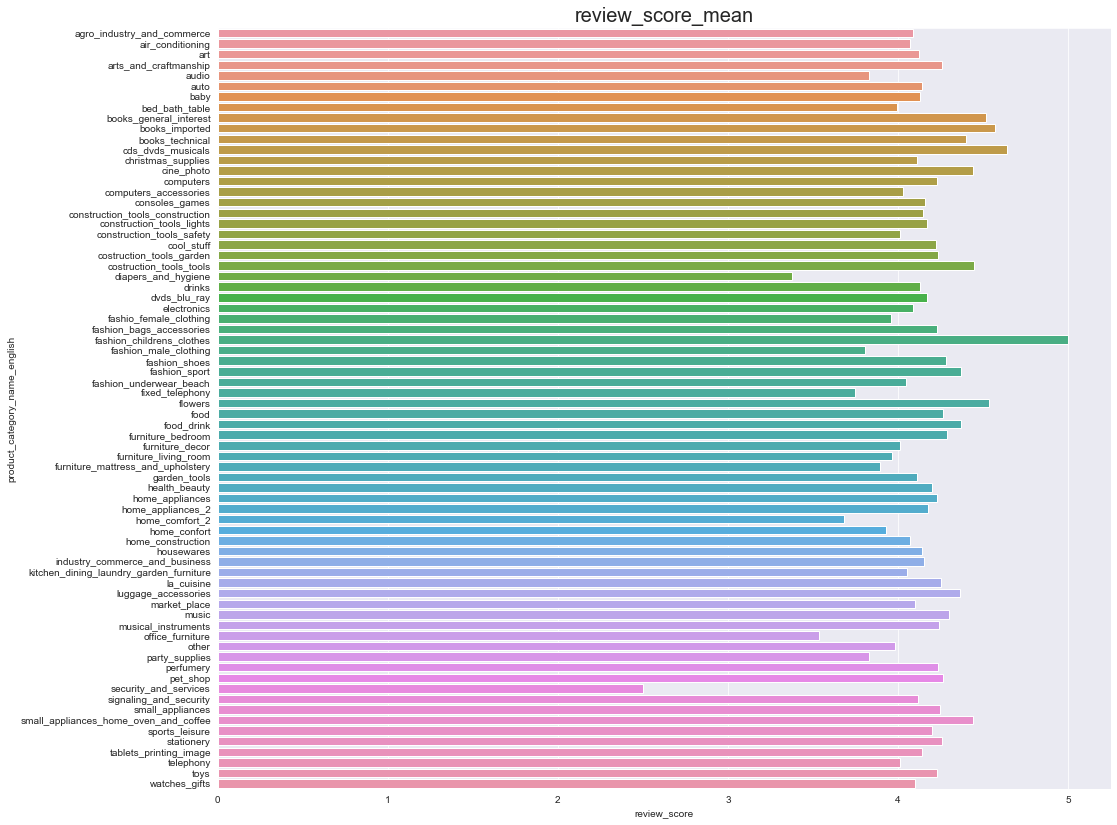 review_score_mean
agro_industry_and_commerce
air_conditioning
art
arts_and_craftmanship
audio
auto
baby
bed_bath_table
books_general_interest
books_imported
books_technical
cds_dvds_musicals
christmas_supplies
cine_photo
computers
computers_accessories
consoles_games
construction_tools_construction
construction_tools_lights
construction_tools_safety
cool_stuff
costruction_tools_garden
costruction_tools_tools
diapers_and_hygiene
drinks
dvds_blu_ray
electronics
fashio_female_clothing
fashion_bags_accessories
fashion_childrens_clothes
fashion_male_clothing
fashion_shoes
fashion_sport
fashion_underwear_beach
fixed_telephony
flowers
food
food_drink
furniture_bedroom
furniture_decor
furniture_living_room
furniture_mattress_and_upholstery
garden_tools
health_beauty
home_appliances
home_appliances_2
home_comfort_2
home_confort
home_construction
housewares
industry_commerce_and_business
kitchen_dining_laundry_garden_furniture
la_cuisine
luggage_accessories
market_place
music
musical_instruments
office_furniture
other
party_supplies
perfumery
pet_shop
security_and_services
signaling_and_security
small_appliances
small_appliances_home_oven_and_coffee
sports_leisure
stationery
tablets_printing_image
telephony
toys
watches_gifts
product_category_name_english
0 1 2 3 4 5
review_score